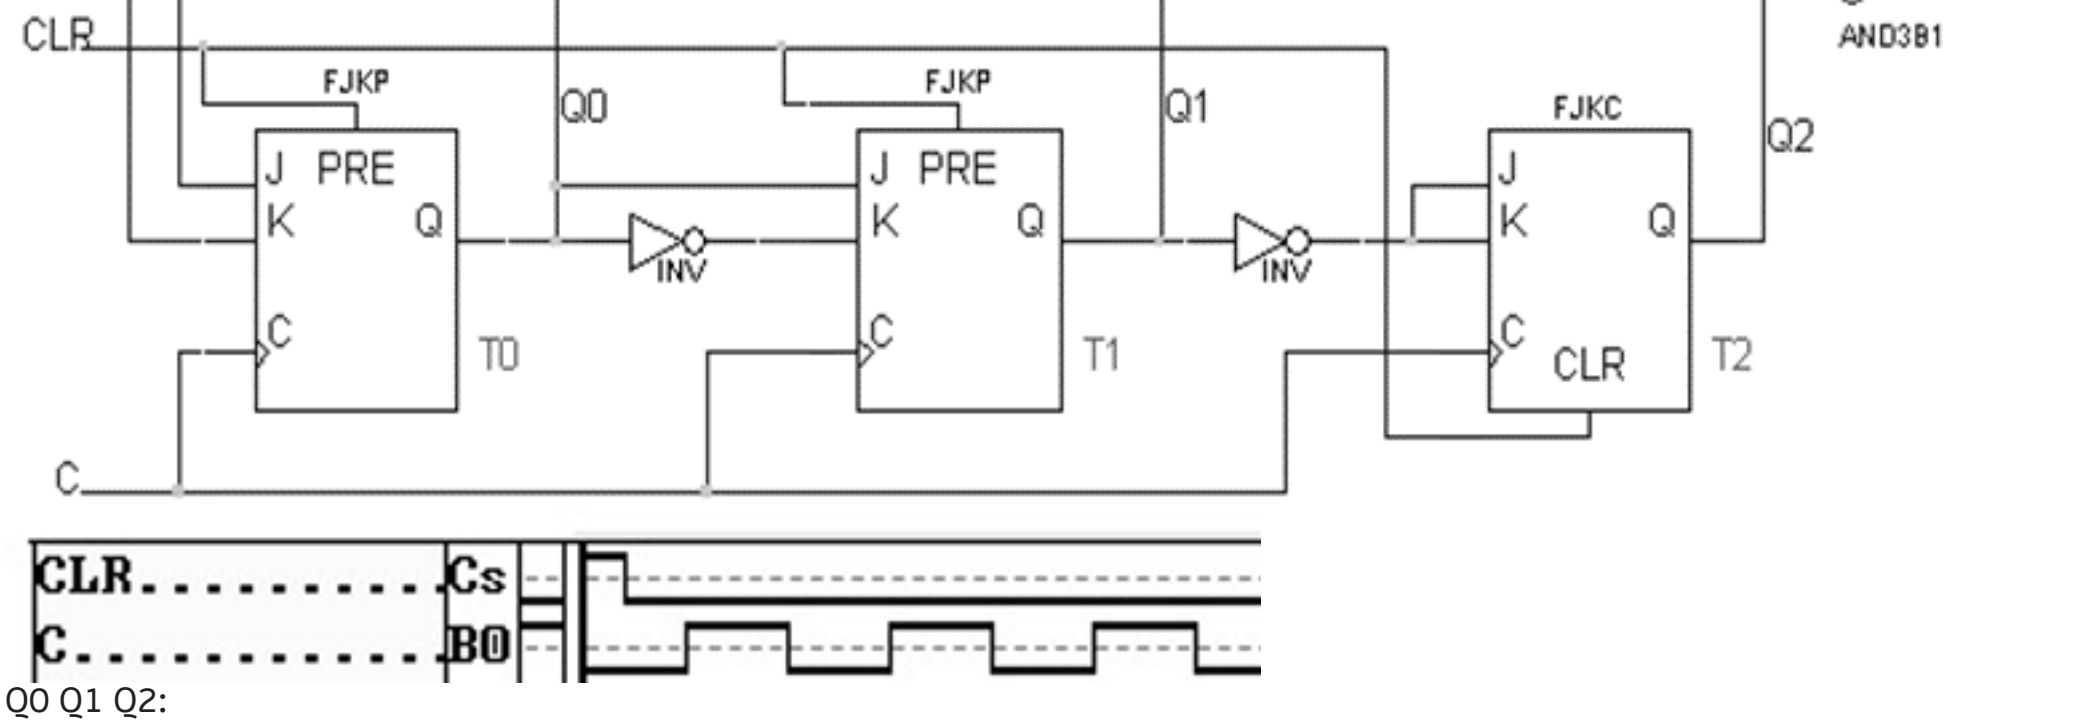 CLR
AND3B1
FJKP
FJKP
FJKC
Q0
Q1
Q2
J PRE
K Q
C
T0
INV
J PRE
K Q
C
T1
INV
J
K Q
C
CLR
T2
C
CLR..........Cs
C............B0
Q0 Q1 Q2: